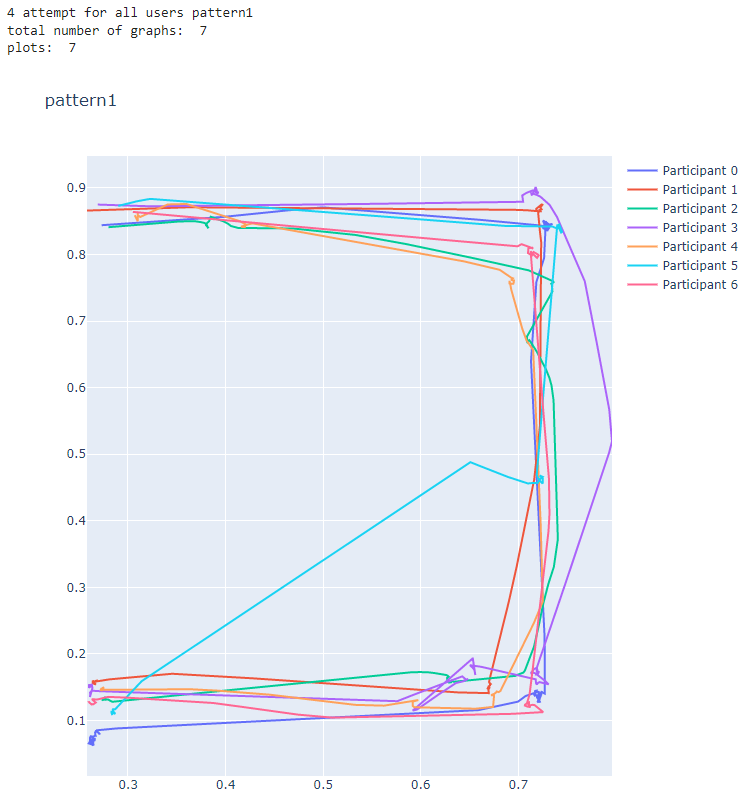 4 attempt for all users pattern1
total number of graphs:  7
plots:  7
pattern1
Participant 0
Participant 1
Participant 2
Participant 3
Participant 4
Participant 5
Participant 6
0.9
0.8
0.7
0.6
0.5
0.4
0.3
0.2
0.1
0.3 0.4 0.5 0.6 0.7